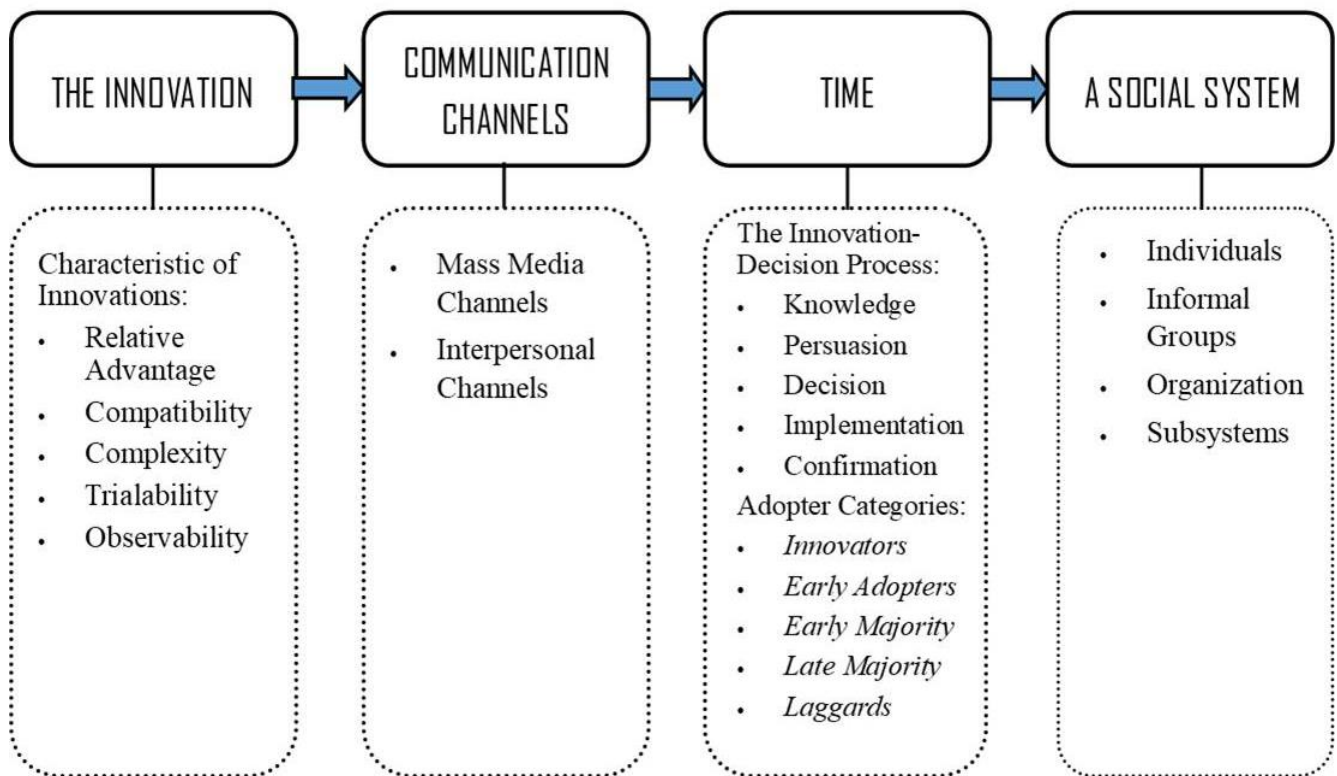 THE INNOVATION
COMMUNICATION
CHANNELS
TIME
A SOCIAL SYSTEM
Characteristic of
Innovations:
• Relative
Advantage
• Compatibility
• Complexity
• Trialability
• Observability
• Mass Media
Channels
• Interpersonal
Channels
The Innovation-
Decision Process:
• Knowledge
• Persuasion
• Decision
• Implementation
• Confirmation
Adopter Categories:
• Innovators
• Early Adopters
• Early Majority
• Late Majority
• Laggards
• Individuals
• Informal
Groups
• Organization
• Subsystems